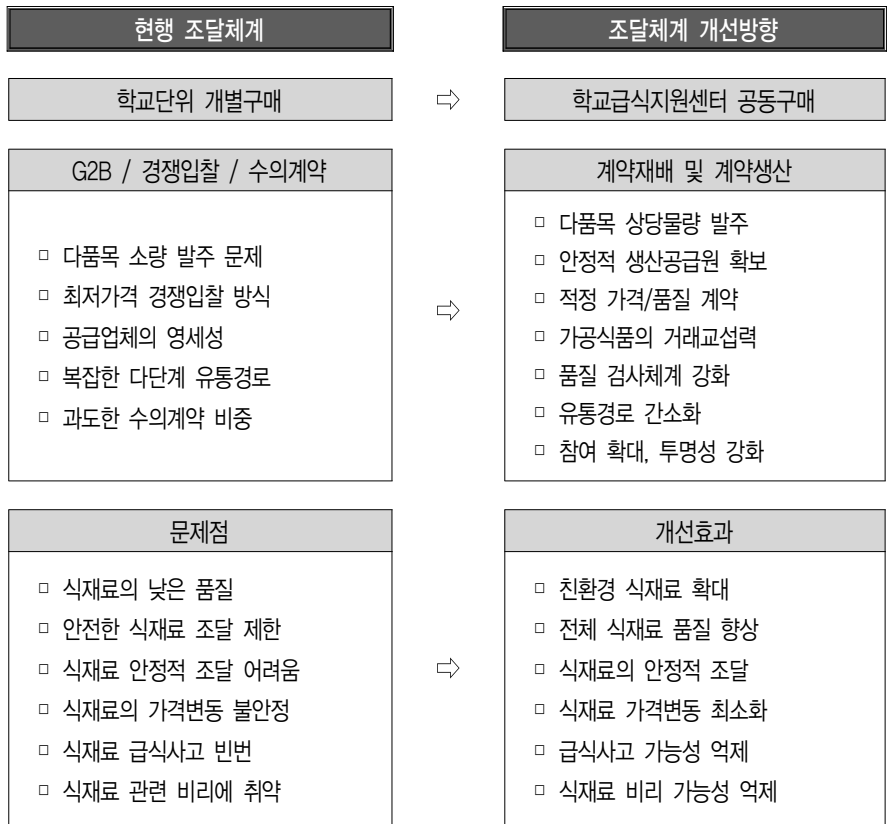 현행 조달체계
조달체계 개선방향
학교단위 개별구매
⇨
학교급식지원센터 공동구매
G2B / 경쟁입찰 / 수의계약
□ 다품목 소량 발주 문제
□ 최저가격 경쟁입찰 방식
□ 공급업체의 영세성
□ 복잡한 다단계 유통경로
□ 과도한 수의계약 비중
⇨
계약재배 및 계약생산
□ 다품목 상당물량 발주
□ 안정적 생산공급원 확보
□ 적정 가격/품질 계약
□ 가공식품의 거래교섭력
□ 품질 검사체계 강화
□ 유통경로 간소화
□ 참여 확대, 투명성 강화
문제점
□ 식재료의 낮은 품질
□ 안전한 식재료 조달 제한
□ 식재료 안정적 조달 어려움
□ 식재료의 가격변동 불안정
□ 식재료 급식사고 빈번
□ 식재료 관련 비리에 취약
⇨
개선효과
□ 친환경 식재료 확대
□ 전체 식재료 품질 향상
□ 식재료의 안정적 조달
□ 식재료 가격변동 최소화
□ 급식사고 가능성 억제
□ 식재료 비리 가능성 억제